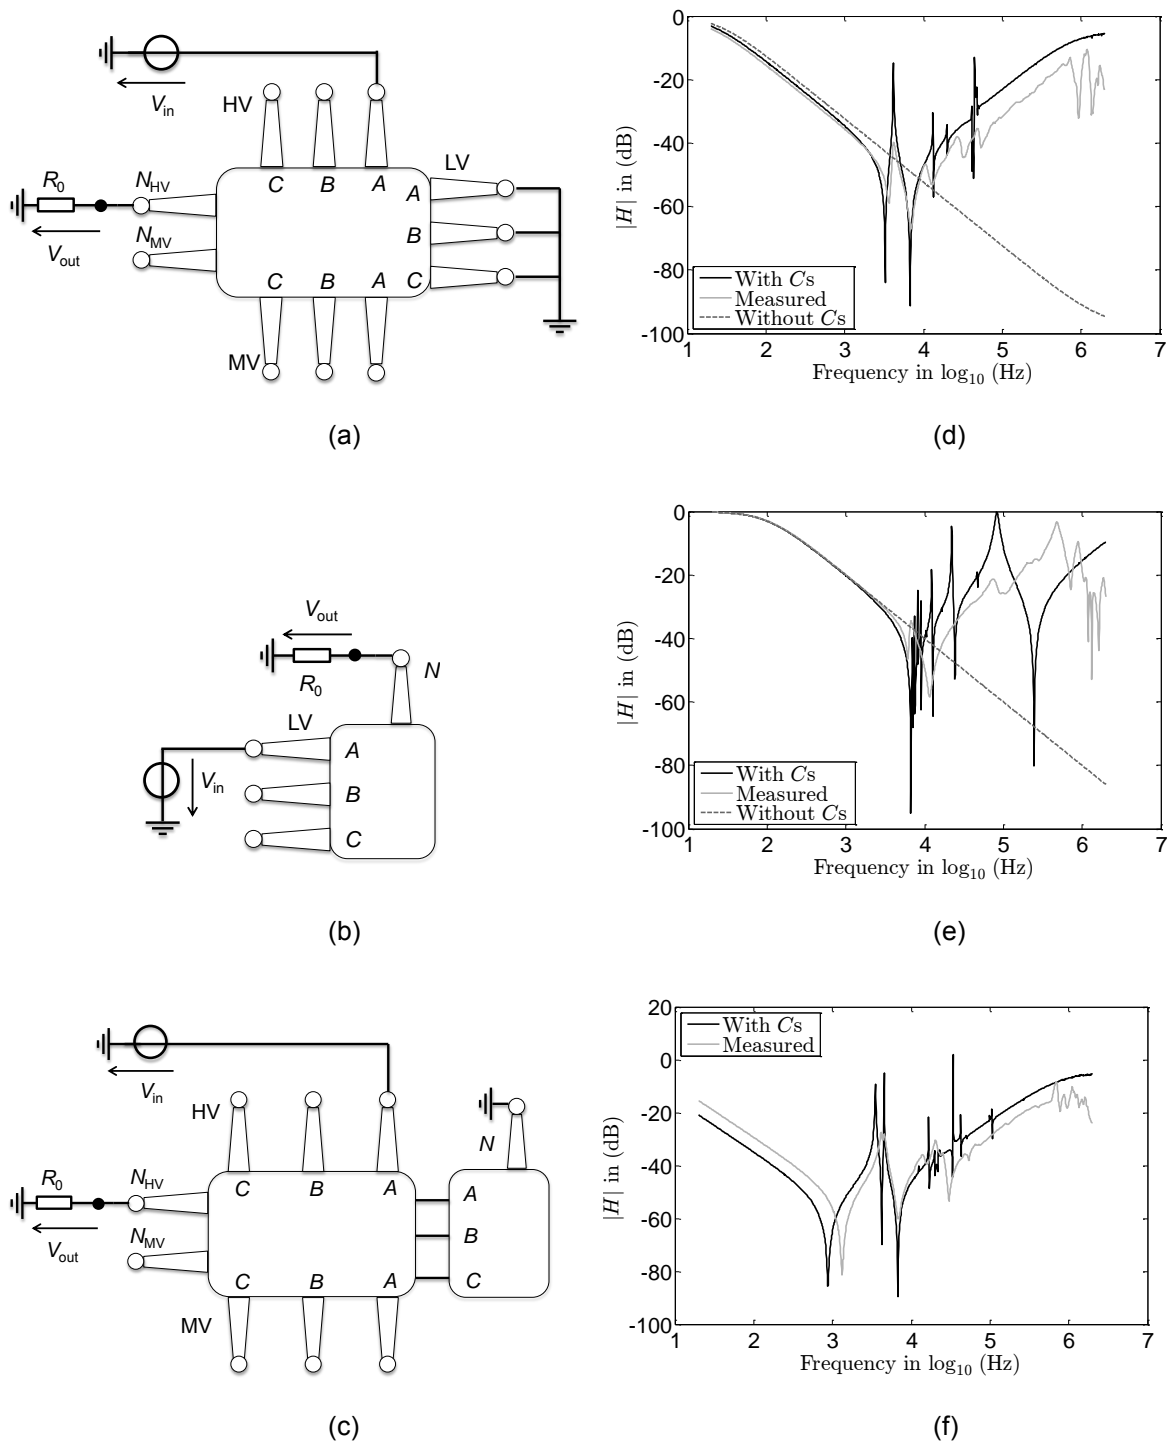 V_in
HV
C B A
LV
A
B
C
R_0
N_HV
V_out
N_MV
C B A
MV
(a)
|H| in (dB)
0
-20
-40
-60
-80
-100
With Cs
Measured
Without Cs
1 2 3 4 5 6 7
Frequency in log_10 (Hz)
(d)
V_out
R_0
N
LV
A
V_in
B
C
(b)
|H| in (dB)
0
-20
-40
-60
-80
-100
With Cs
Measured
Without Cs
1 2 3 4 5 6 7
Frequency in log_10 (Hz)
(e)
V_in
HV
N
R_0
N_HV
C B A
A
V_out
N_MV
B
C B A
C
MV
(c)
|H| in (dB)
20
0
-20
-40
-60
-80
-100
With Cs
Measured
1 2 3 4 5 6 7
Frequency in log_10 (Hz)
(f)